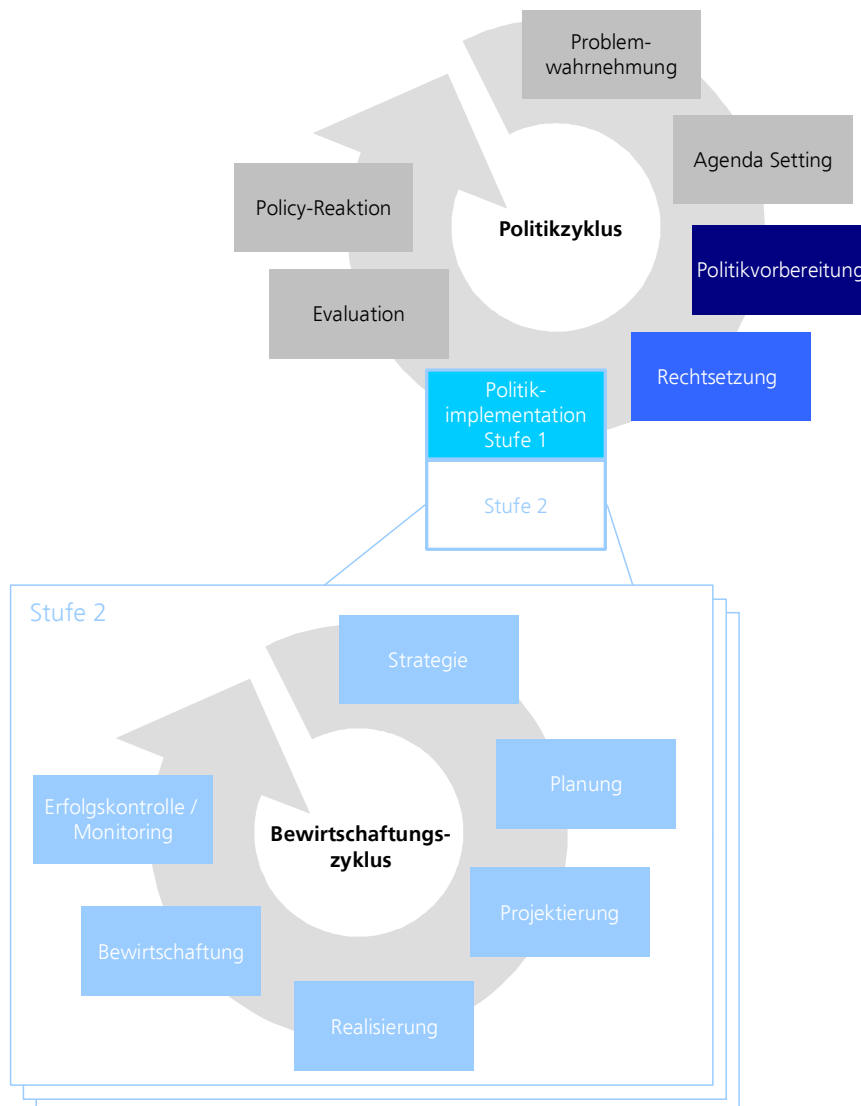 Problem-
wahrnehmung
Agenda Setting
Policy-Reaktion
Politikzyklus
Politikvorbereitung
Evaluation
Rechtsetzung
Politik-
implementation
Stufe 1
Stufe 2
Stufe 2
Strategie
Planung
Erfolgskontrolle /
Monitoring
Bewirtschaftungs-
zyklus
Projektierung
Bewirtschaftung
Realisierung